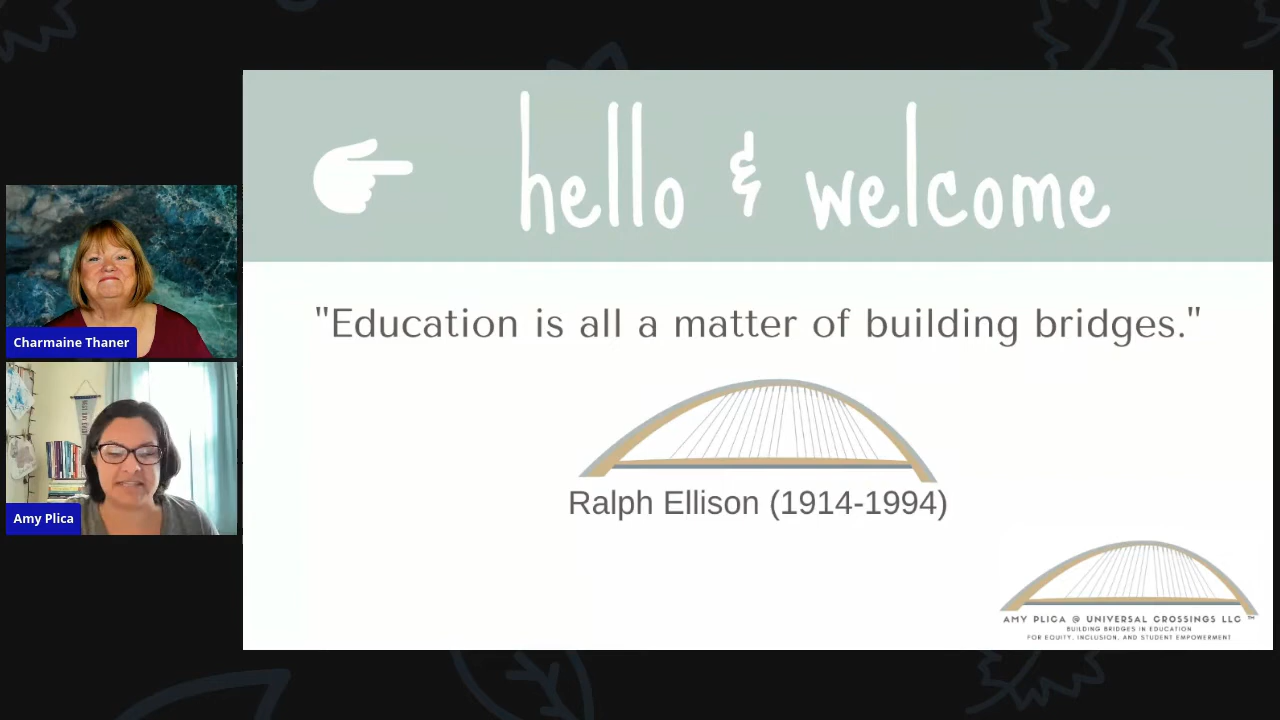 hello & welcome
"Education is all a matter of building bridges."
Ralph Ellison (1914-1994)
Charmaine Thaner
Amy Plica
AMY PLICA @ UNIVERSAL CROSSINGS LLC ™
BUILDING BRIDGES IN EDUCATION
FOR EQUITY, INCLUSION, AND STUDENT EMPOWERMENT